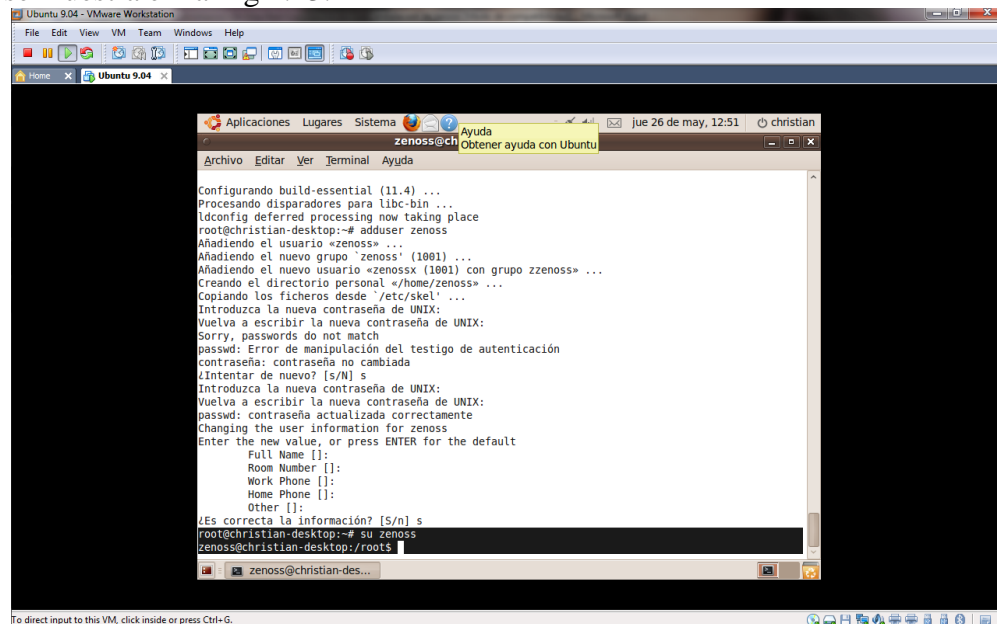 Ubuntu 9.04 - VMware Workstation
File Edit View VM Team Windows Help
Home Ubuntu 9.04
Aplicaciones Lugares Sistema jue 26 de may, 12:51 christian
Ayuda
Obtener ayuda con Ubuntu
zenoss@ch
Archivo Editar Ver Terminal Ayuda
Configurando build-essential (11.4) ...
Procesando disparadores para libc-bin ...
ldconfig deferred processing now taking place
root@christian-desktop:~# adduser zenoss
Añadiendo el usuario «zenoss» ...
Añadiendo el nuevo grupo `zenoss' (1001) ...
Añadiendo el nuevo usuario «zenossx (1001) con grupo zzenoss» ...
Creando el directorio personal «/home/zenoss» ...
Copiando los ficheros desde `/etc/skel' ...
Introduzca la nueva contraseña de UNIX:
Vuelva a escribir la nueva contraseña de UNIX:
Sorry, passwords do not match
passwd: Error de manipulación del testigo de autenticación
contraseña: contraseña no cambiada
¿Intentar de nuevo? [s/N] s
Introduzca la nueva contraseña de UNIX:
Vuelva a escribir la nueva contraseña de UNIX:
passwd: contraseña actualizada correctamente
Changing the user information for zenoss
Enter the new value, or press ENTER for the default
Full Name []:
Room Number []:
Work Phone []:
Home Phone []:
Other []:
¿Es correcta la información? [S/n] s
root@christian-desktop:~# su zenoss
zenoss@christian-desktop:/root$
zenoss@christian-des...
To direct input to this VM, click inside or press Ctrl+G.